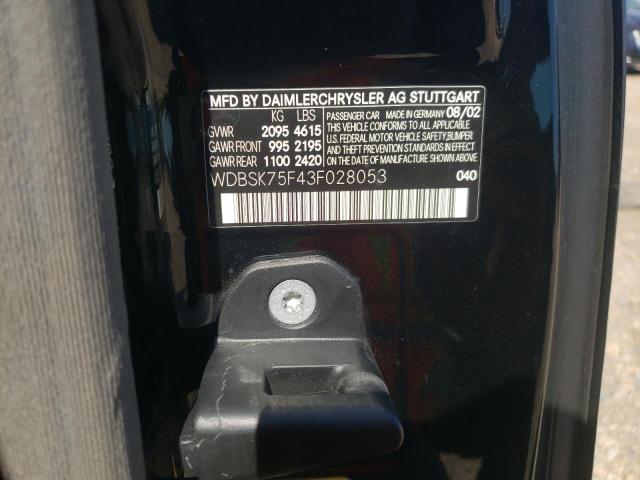 MFD BY DAIMLERCHRYSLER AG STUTTGART
KG LBS PASSENGER CAR MADE IN GERMANY 08/02
GVWR 2095 4615 THIS VEHICLE CONFORMS TO ALL APPLICABLE
GAWR FRONT 995 2195 U.S. FEDERAL MOTOR VEHICLE SAFETY, BUMPER
GAWR REAR 1100 2420 AND THEFT PREVENTION STANDARDS IN EFFECT
ON THE DATE OF MANUFACTURE SHOWN ABOVE
WDBSK75F43F028053 040